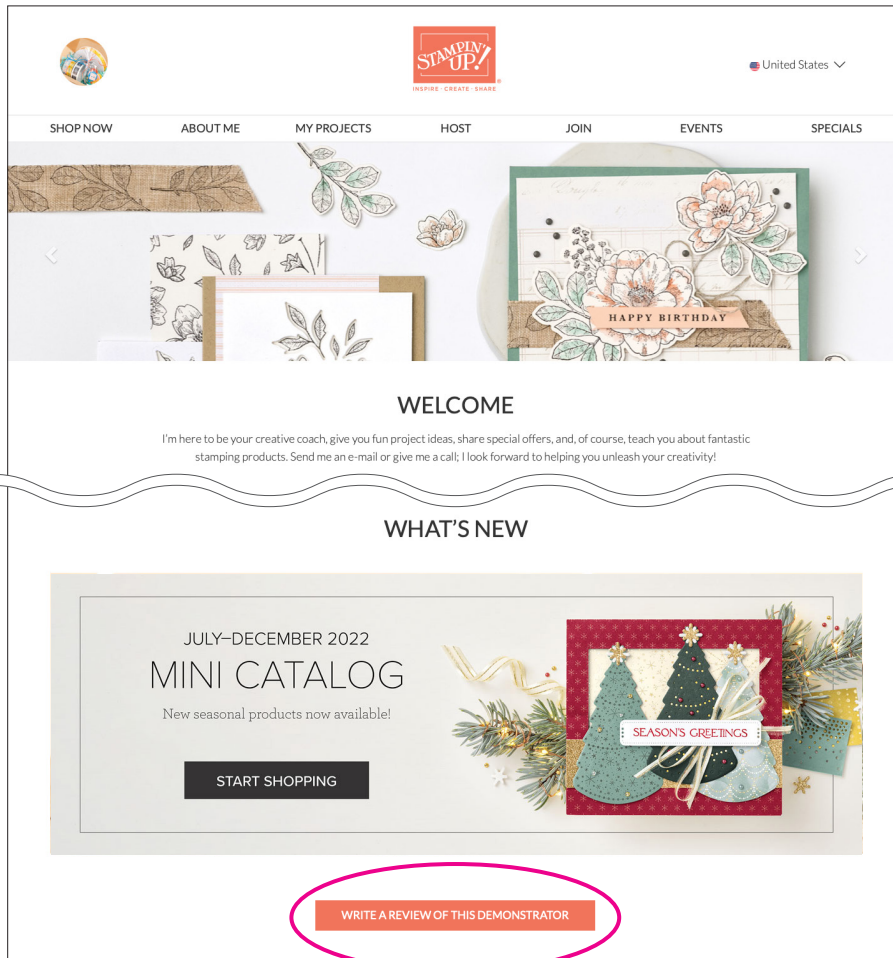 STAMPIN' UP!®
INSPIRE · CREATE · SHARE
United States
SHOP NOW ABOUT ME MY PROJECTS HOST JOIN EVENTS SPECIALS
HAPPY BIRTHDAY
WELCOME
I'm here to be your creative coach, give you fun project ideas, share special offers, and, of course, teach you about fantastic
stamping products. Send me an e-mail or give me a call; I look forward to helping you unleash your creativity!
WHAT'S NEW
JULY–DECEMBER 2022
MINI CATALOG
New seasonal products now available!
SEASON'S GREETINGS
START SHOPPING
WRITE A REVIEW OF THIS DEMONSTRATOR